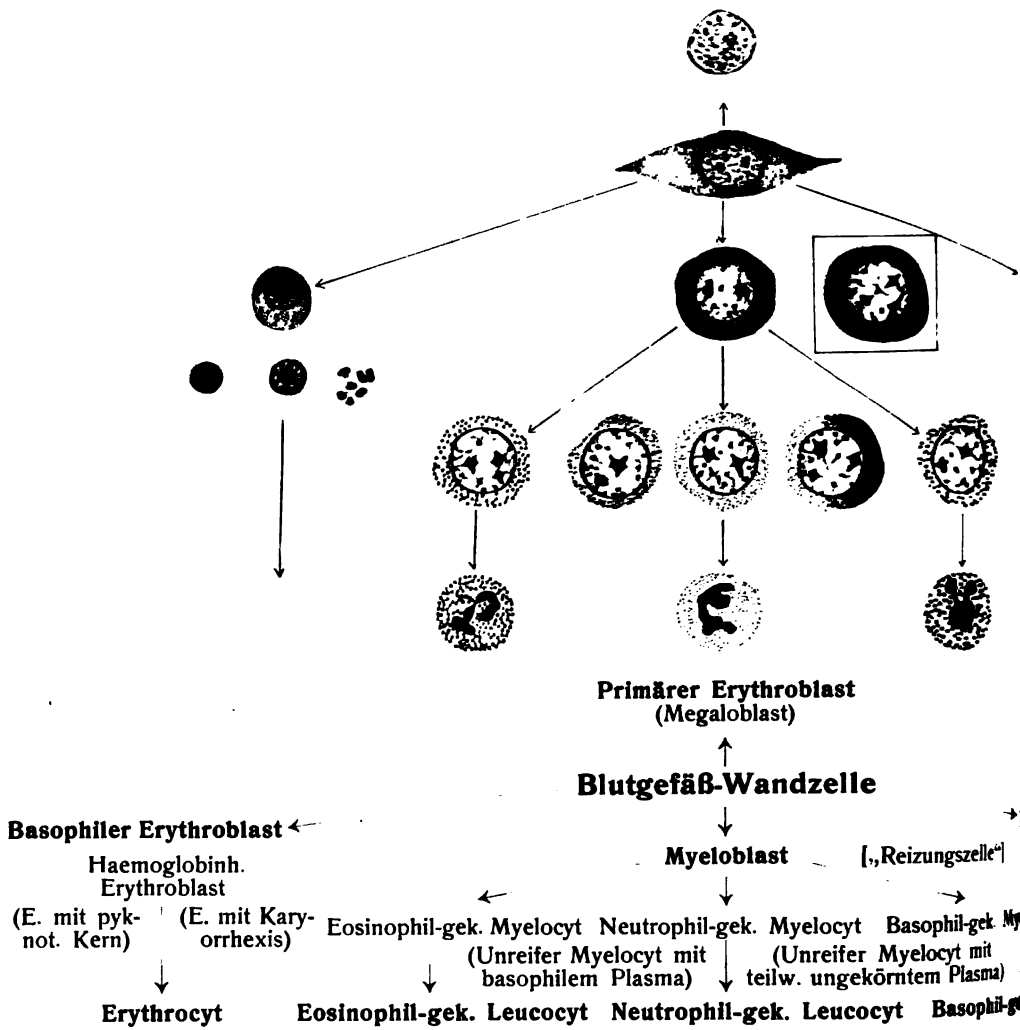 Primärer Erythroblast
(Megaloblast)
Blutgefäß-Wandzelle
Basophiler Erythroblast
Myeloblast [„Reizungszelle“]
Haemoglobinh.
Erythroblast
(E. mit pyk- (E. mit Kary-
not. Kern) orrhexis)
Eosinophil-gek. Myelocyt Neutrophil-gek. Myelocyt Basophil-gek.
(Unreifer Myelocyt mit (Unreifer Myelocyt mit
basophilem Plasma) teilw. ungekörntem Plasma)
Erythrocyt Eosinophil-gek. Leucocyt Neutrophil-gek. Leucocyt